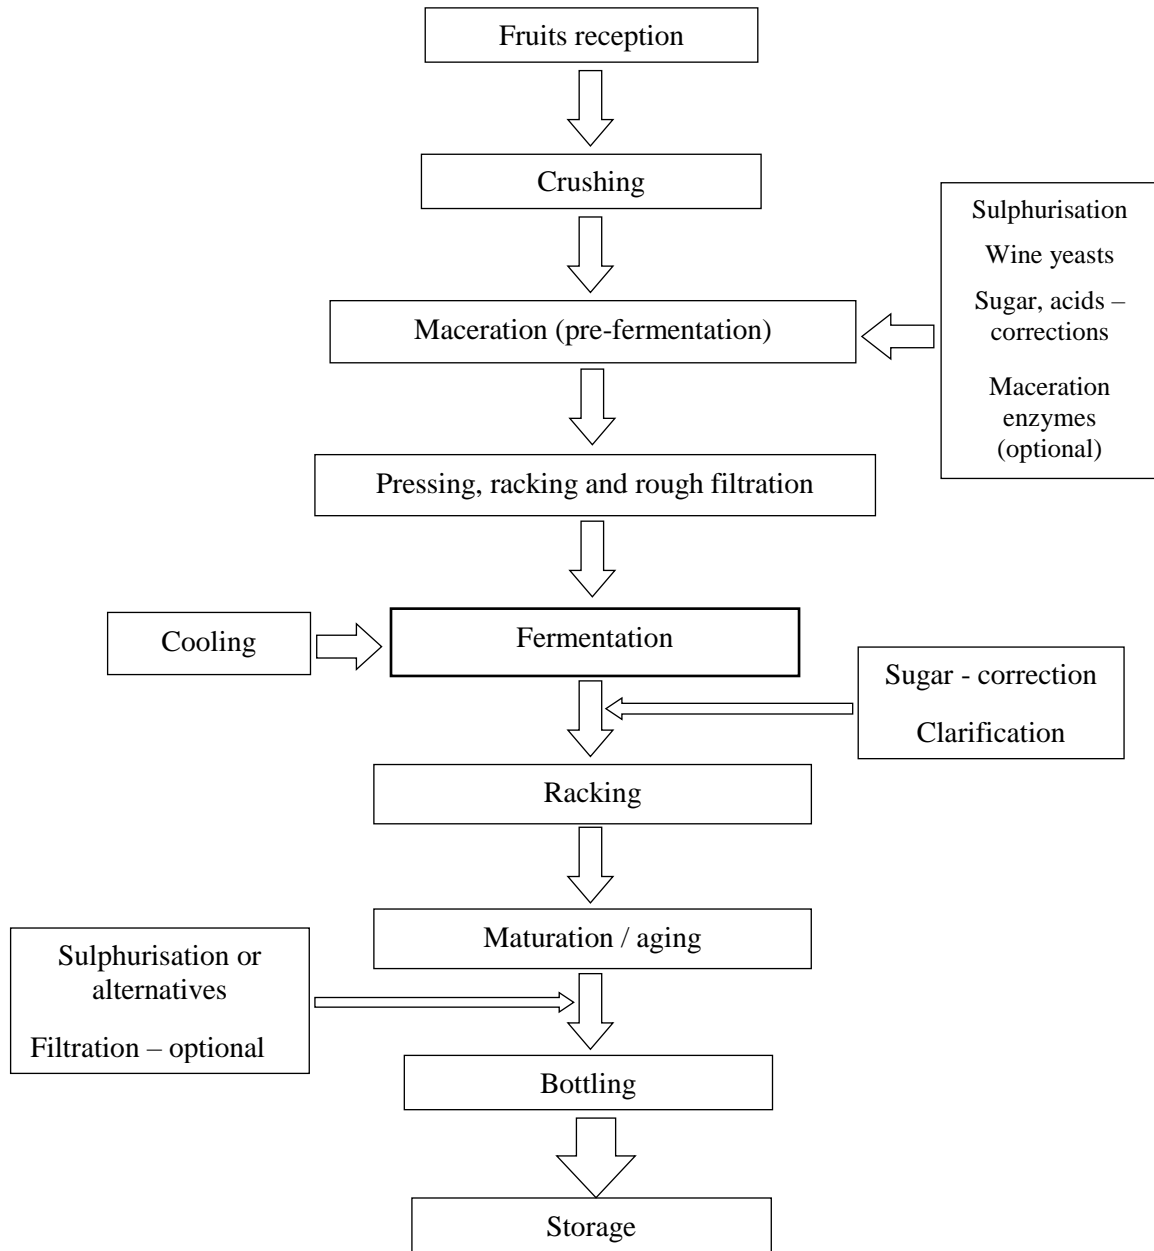 Fruits reception
Crushing
Sulphurisation
Wine yeasts
Sugar, acids –
corrections
Maceration
enzymes
(optional)
Maceration (pre-fermentation)
Pressing, racking and rough filtration
Cooling
Fermentation
Sugar - correction
Clarification
Racking
Maturation / aging
Sulphurisation or
alternatives
Filtration – optional
Bottling
Storage